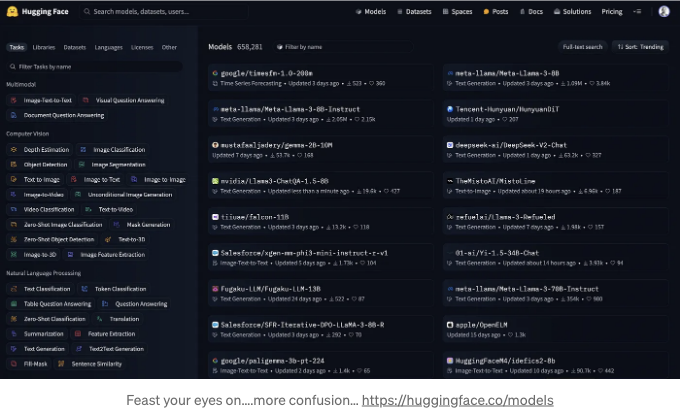 Hugging Face
Search models, datasets, users...
Models Datasets Spaces Posts Docs Solutions Pricing
Tasks Libraries Datasets Languages Licenses Other
Filter Tasks by name
Multimodal
Image-Text-to-Text Visual Question Answering
Document Question Answering
Computer Vision
Depth Estimation Image Classification
Object Detection Image Segmentation
Text to Image Image to Text Image-to-Image
Image-to-Video Unconditional Image Generation
Video Classification Text-to-Video
Zero-Shot Image Classification Mask Generation
Zero-Shot Object Detection Text-to-3D
Image-to-3D Image Feature Extraction
Natural Language Processing
Text Classification Token Classification
Table Question Answering Question Answering
Zero-Shot Classification Translation
Summarization Feature Extraction
Text Generation Text2Text Generation
Fill-Mask Sentence Similarity
Models 658,281 Filter by name Full-text search Sort: Trending
google/timesfm-1.0-200m
Time Series Forecasting • Updated 3 days ago • 523 • 360
meta-llama/Meta-Llama-3-8B
Text Generation • Updated 1 day ago • 1.09M • 3.84k
meta-llama/Meta-Llama-3-8B-Instruct
Text Generation • Updated 3 days ago • 2.05M • 2.15k
Tencent-Hunyuan/HunyuanDiT
Updated 1 day ago • 207
mustafaaljadery/gemma-2B-10M
Updated 7 days ago • 53.7k • 168
deepseek-ai/DeepSeek-V2-Chat
Text Generation • Updated 1 days ago • 63.2k • 327
nvidia/Llama3-ChatQA-1.5-8B
Text Generation • Updated less than a minute ago • 19.6k • 427
TheMistoAI/MistoLine
Text-to-Image • Updated about 19 hours ago • 6.96k • 187
tiiuae/falcon-11B
Text Generation • Updated 3 days ago • 13.2k • 118
refuelai/Llama-3-Refueled
Text Generation • Updated 7 days ago • 1.98k • 157
Salesforce/xgen-mm-phi3-mini-instruct-r-v1
Image-Text-to-Text • Updated 5 days ago • 1.73k • 104
01-ai/Yi-1.5-34B-Chat
Text Generation • Updated about 14 hours ago • 3.93k • 94
Fugaku-LLM/Fugaku-LLM-13B
Text Generation • Updated 24 days ago • 522 • 87
meta-llama/Meta-Llama-3-70B-Instruct
Text Generation • Updated 3 days ago • 354k • 980
Salesforce/SFR-Iterative-DPO-LLaMA-3-8B-R
Text Generation • Updated 3 days ago • 292 • 70
apple/OpenELM
Updated 15 days ago • 1.3k
google/paligemma-3b-pt-224
Image-Text-to-Text • Updated 2 days ago • 1.4k • 65
HuggingFaceM4/idefics2-8b
Image-Text-to-Text • Updated 10 days ago • 90.7k • 442
Feast your eyes on....more confusion... https://huggingface.co/models